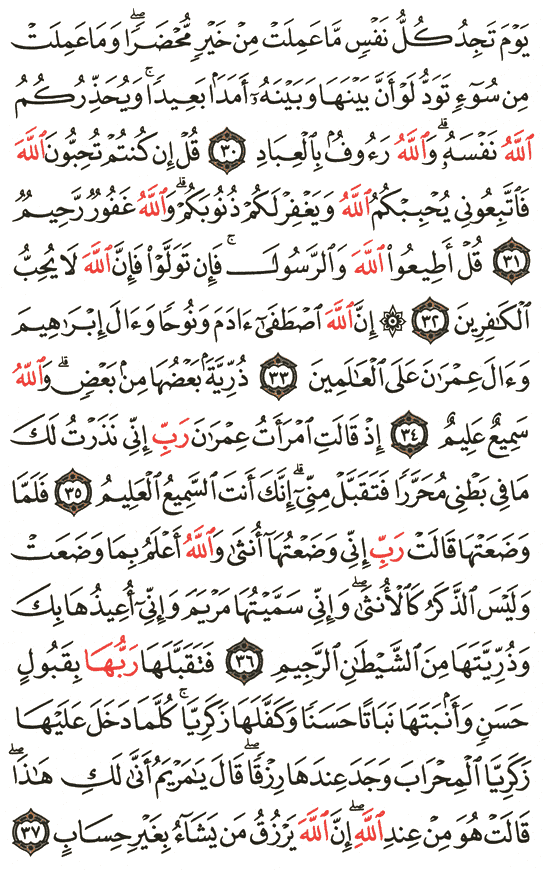 يَوْمَ تَجِدُ كُلُّ نَفْسٍ مَّا عَمِلَتْ مِنْ خَيْرٍ مُّحْضَرًا ۖ وَمَا عَمِلَتْ
مِن سُوٓءٍ تَوَدُّ لَوْ أَنَّ بَيْنَهَا وَبَيْنَهُۥٓ أَمَدًۢا بَعِيدًا ۗ وَيُحَذِّرُكُمُ
ٱللَّهُ نَفْسَهُۥ ۗ وَٱللَّهُ رَءُوفٌۢ بِٱلْعِبَادِ ﴿٣٠﴾ قُلْ إِن كُنتُمْ تُحِبُّونَ ٱللَّهَ
فَٱتَّبِعُونِى يُحْبِبْكُمُ ٱللَّهُ وَيَغْفِرْ لَكُمْ ذُنُوبَكُمْ ۗ وَٱللَّهُ غَفُورٌ رَّحِيمٌ
﴿٣١﴾ قُلْ أَطِيعُوا۟ ٱللَّهَ وَٱلرَّسُولَ ۖ فَإِن تَوَلَّوْا۟ فَإِنَّ ٱللَّهَ لَا يُحِبُّ
ٱلْكَٰفِرِينَ ﴿٣٢﴾ ۞ إِنَّ ٱللَّهَ ٱصْطَفَىٰٓ ءَادَمَ وَنُوحًا وَءَالَ إِبْرَٰهِيمَ
وَءَالَ عِمْرَٰنَ عَلَى ٱلْعَٰلَمِينَ ﴿٣٣﴾ ذُرِّيَّةًۢ بَعْضُهَا مِنۢ بَعْضٍ ۗ وَٱللَّهُ
سَمِيعٌ عَلِيمٌ ﴿٣٤﴾ إِذْ قَالَتِ ٱمْرَأَتُ عِمْرَٰنَ رَبِّ إِنِّى نَذَرْتُ لَكَ
مَا فِى بَطْنِى مُحَرَّرًا فَتَقَبَّلْ مِنِّىٓ ۖ إِنَّكَ أَنتَ ٱلسَّمِيعُ ٱلْعَلِيمُ ﴿٣٥﴾ فَلَمَّا
وَضَعَتْهَا قَالَتْ رَبِّ إِنِّى وَضَعْتُهَآ أُنثَىٰ وَٱللَّهُ أَعْلَمُ بِمَا وَضَعَتْ
وَلَيْسَ ٱلذَّكَرُ كَٱلْأُنثَىٰ ۖ وَإِنِّى سَمَّيْتُهَا مَرْيَمَ وَإِنِّىٓ أُعِيذُهَا بِكَ
وَذُرِّيَّتَهَا مِنَ ٱلشَّيْطَٰنِ ٱلرَّجِيمِ ﴿٣٦﴾ فَتَقَبَّلَهَا رَبُّهَا بِقَبُولٍ
حَسَنٍ وَأَنۢبَتَهَا نَبَاتًا حَسَنًا وَكَفَّلَهَا زَكَرِيَّا ۖ كُلَّمَا دَخَلَ عَلَيْهَا
زَكَرِيَّا ٱلْمِحْرَابَ وَجَدَ عِندَهَا رِزْقًا ۖ قَالَ يَٰمَرْيَمُ أَنَّىٰ لَكِ هَٰذَا ۖ
قَالَتْ هُوَ مِنْ عِندِ ٱللَّهِ ۖ إِنَّ ٱللَّهَ يَرْزُقُ مَن يَشَآءُ بِغَيْرِ حِسَابٍ ﴿٣٧﴾